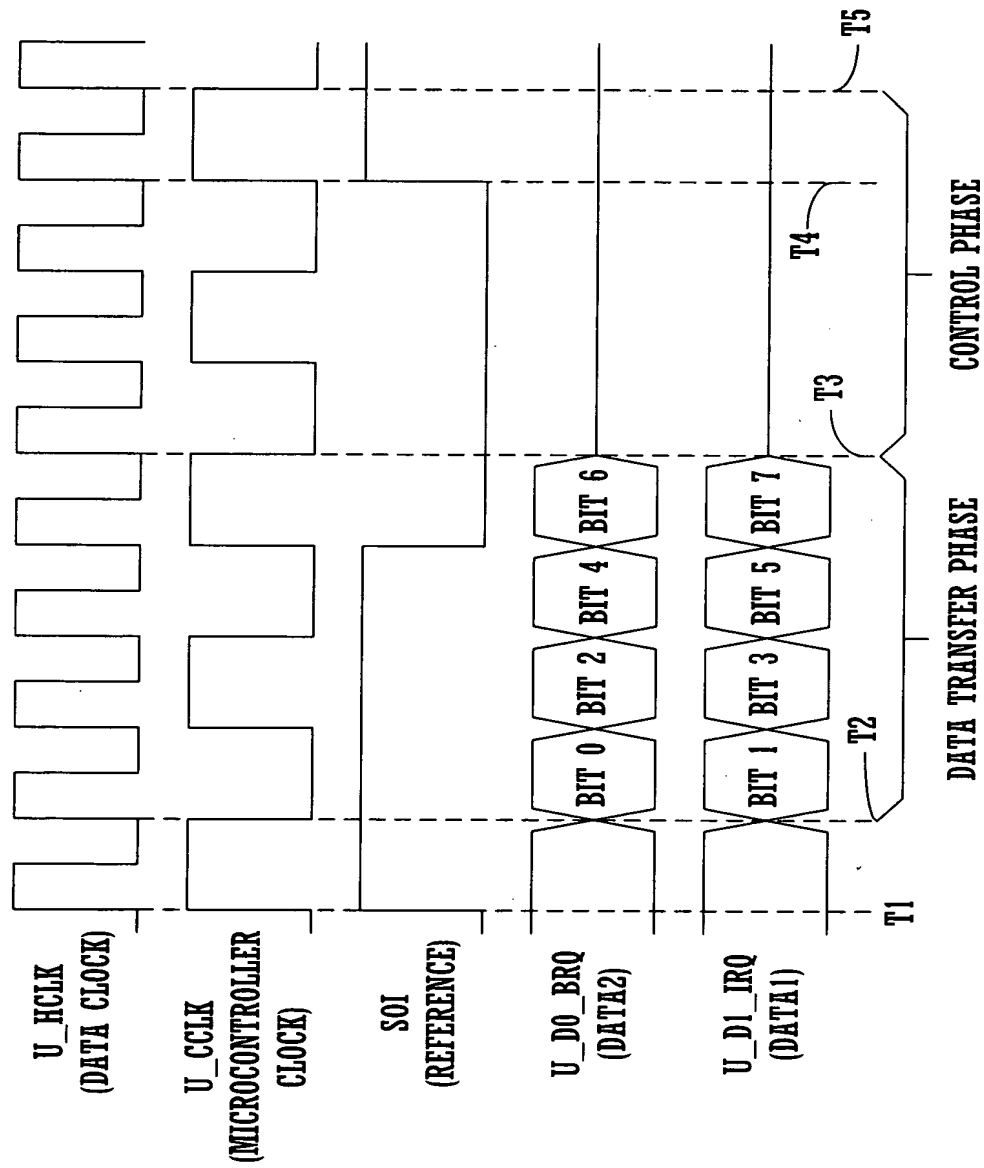 U_HCLK
(DATA CLOCK)
U_CCLK
(MICROCONTROLLER
CLOCK)
SOI
(REFERENCE)
U_D0_BRQ
(DATA2)
BIT 0
BIT 2
BIT 4
BIT 6
U_D1_IRQ
(DATA1)
BIT 1
BIT 3
BIT 5
BIT 7
T1
T2
T3
T4
T5
DATA TRANSFER PHASE
CONTROL PHASE